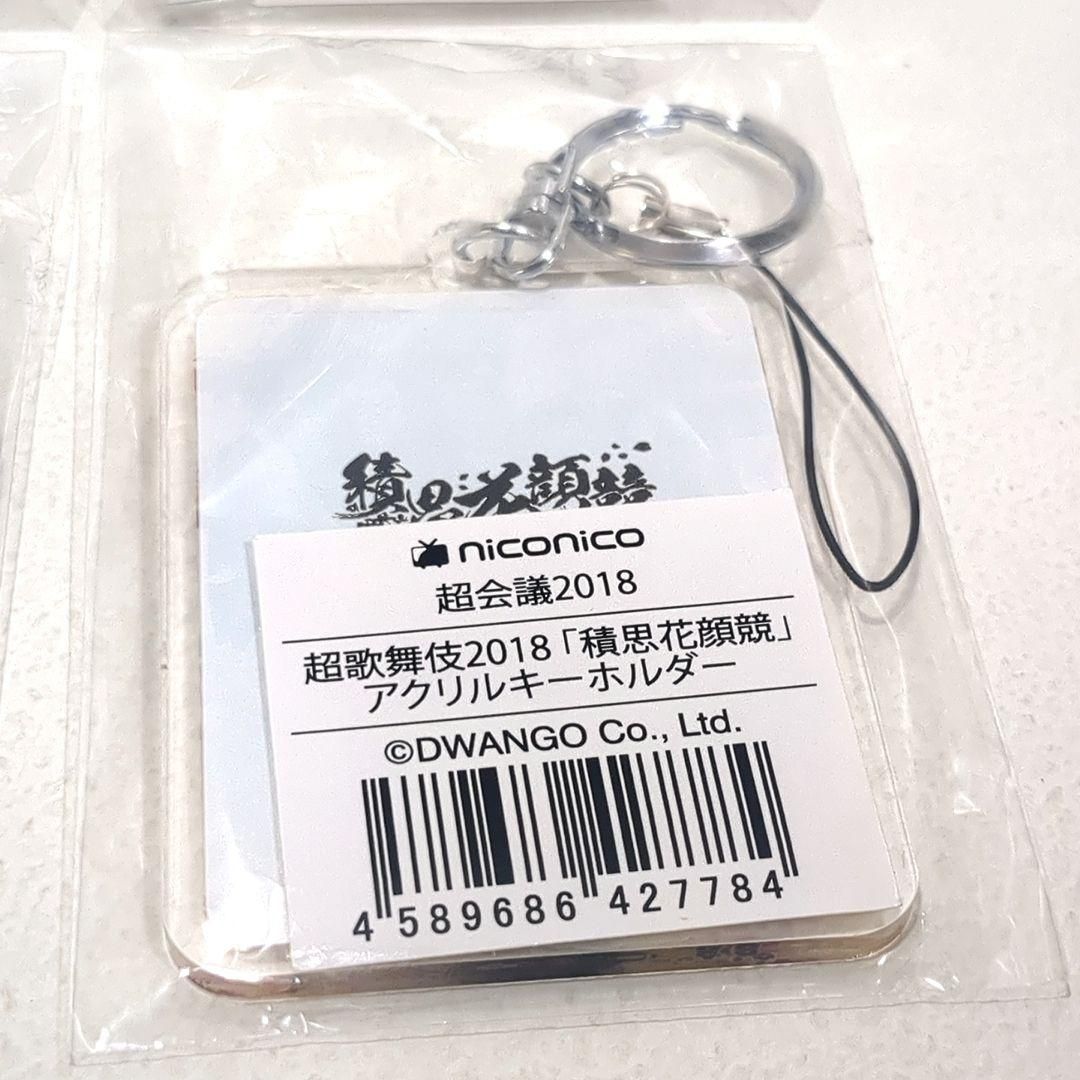 積思花顔競
niconico
超会議2018
超歌舞伎2018「積思花顔競」
アクリルキーホルダー
©DWANGO Co., Ltd.
4 589686 427784